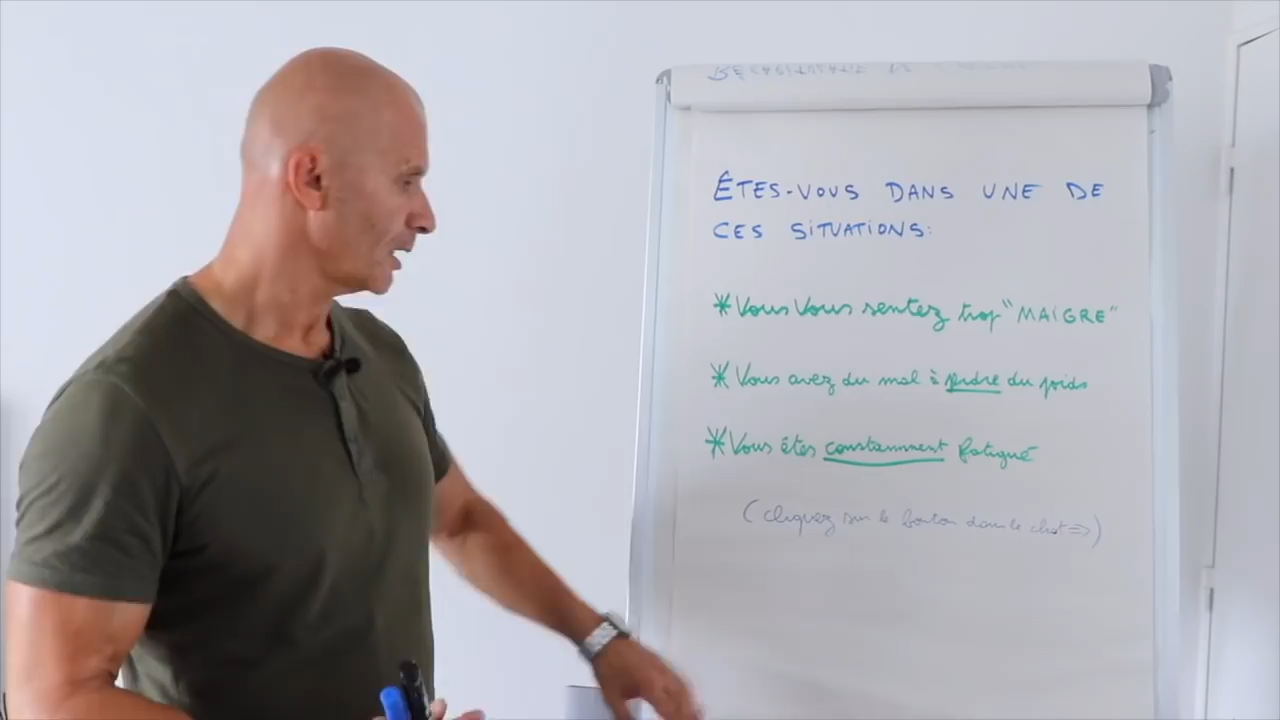 ÊTES-VOUS DANS UNE DE
CES SITUATIONS:
*Vous Vous sentez trop "MAIGRE"
*Vous avez du mal à perdre du poids
*Vous êtes constamment fatigué
(cliquez sur le bouton dans le chat =>)